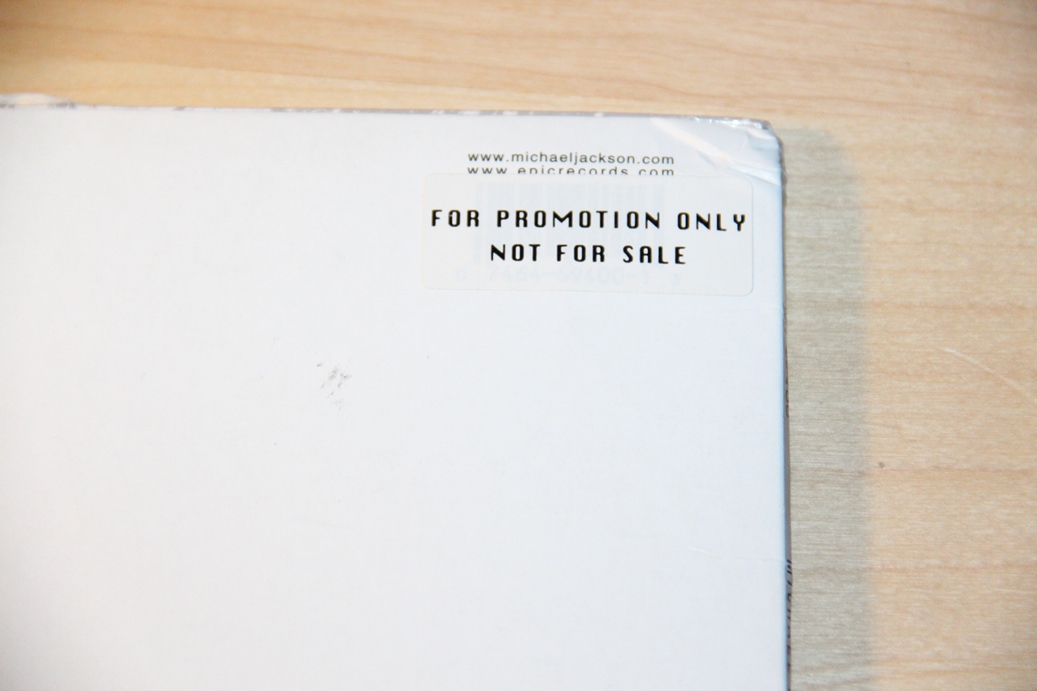 www.michaeljackson.com
www.epicrecords.com
FOR PROMOTION ONLY
NOT FOR SALE